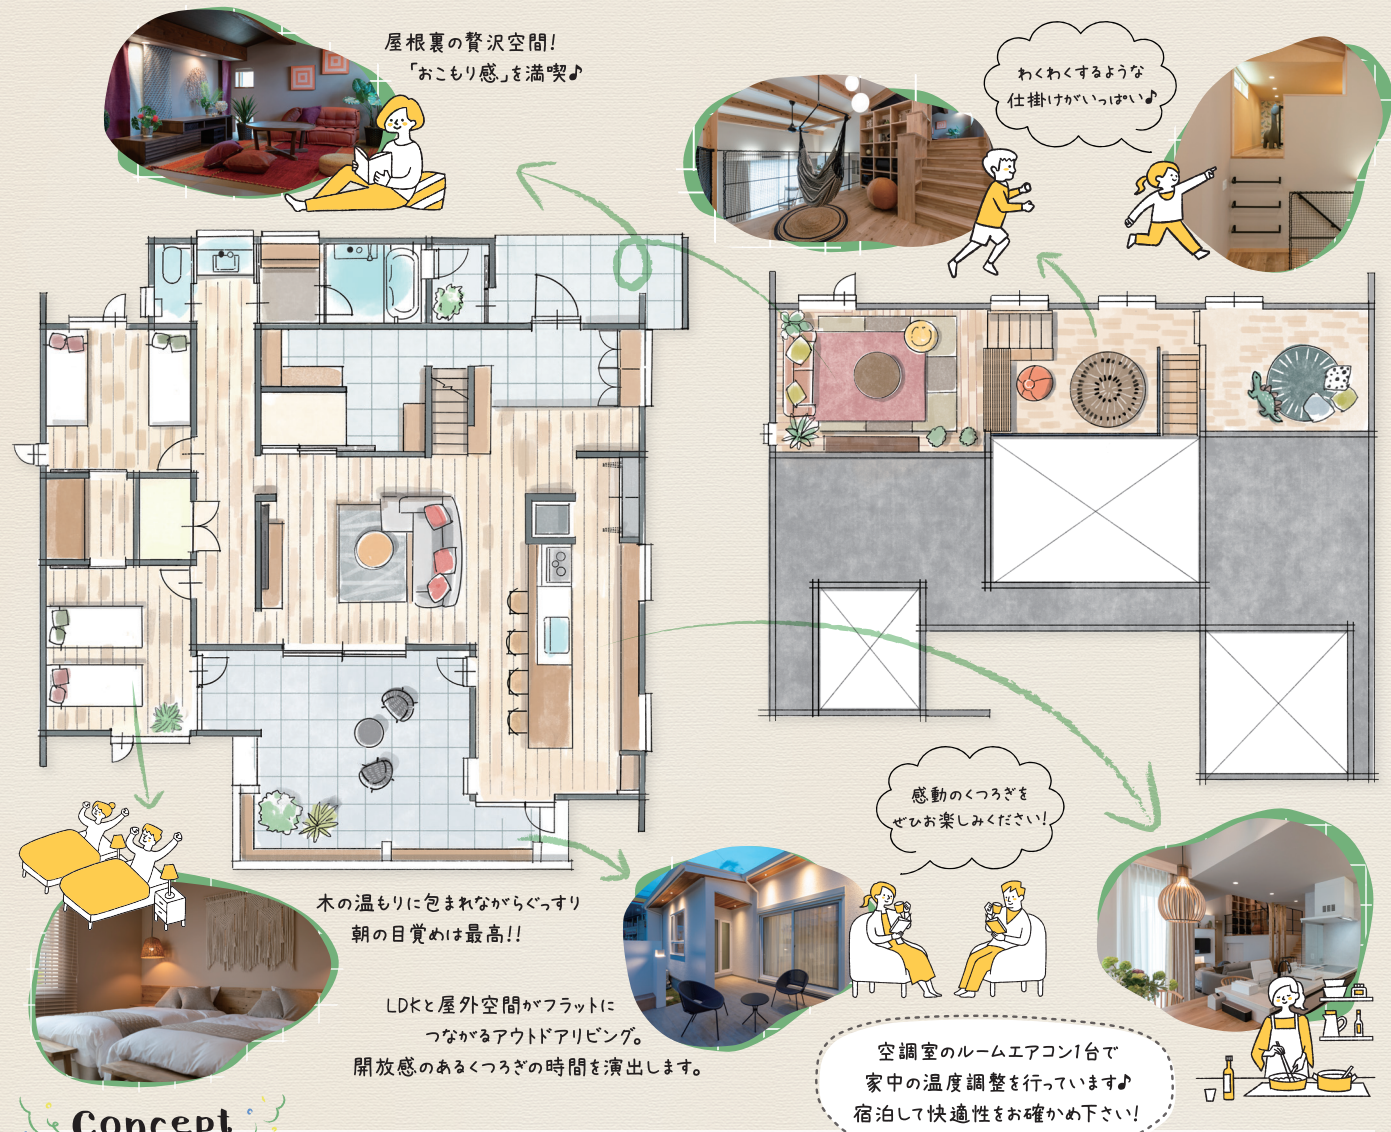 屋根裏の贅沢空間!
「おこもり感」を満喫♪
わくわくするような
仕掛けがいっぱい♪
感動のくつろぎを
ぜひお楽しみください!
木の温もりに包まれながらぐっすり
朝の目覚めは最高!!
LDKと屋外空間がフラットに
つながるアウトドアリビング。
開放感のあるくつろぎの時間を演出します。
空調室のルームエアコン1台で
家中の温度調整を行っています♪
宿泊して快適性をお確かめ下さい!
Concept